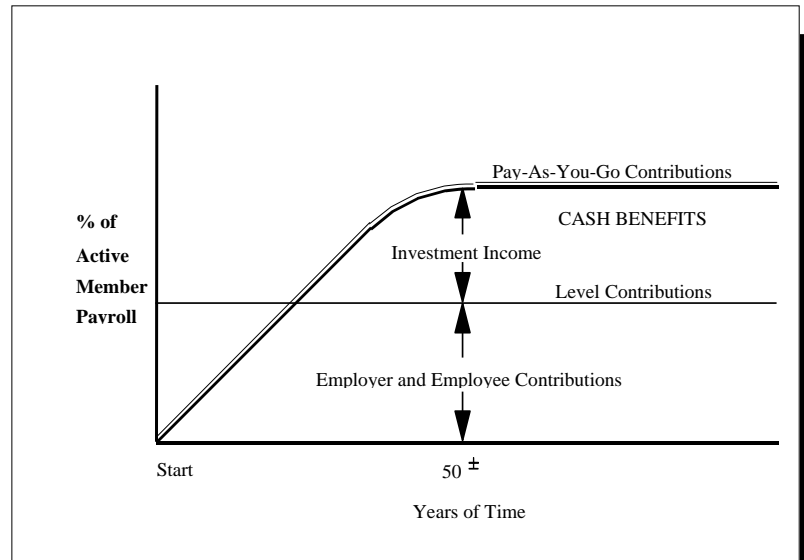 Pay-As-You-Go Contributions
% of
Active
Member
Payroll
CASH BENEFITS
Investment Income
Level Contributions
Employer and Employee Contributions
Start
50 ±
Years of Time